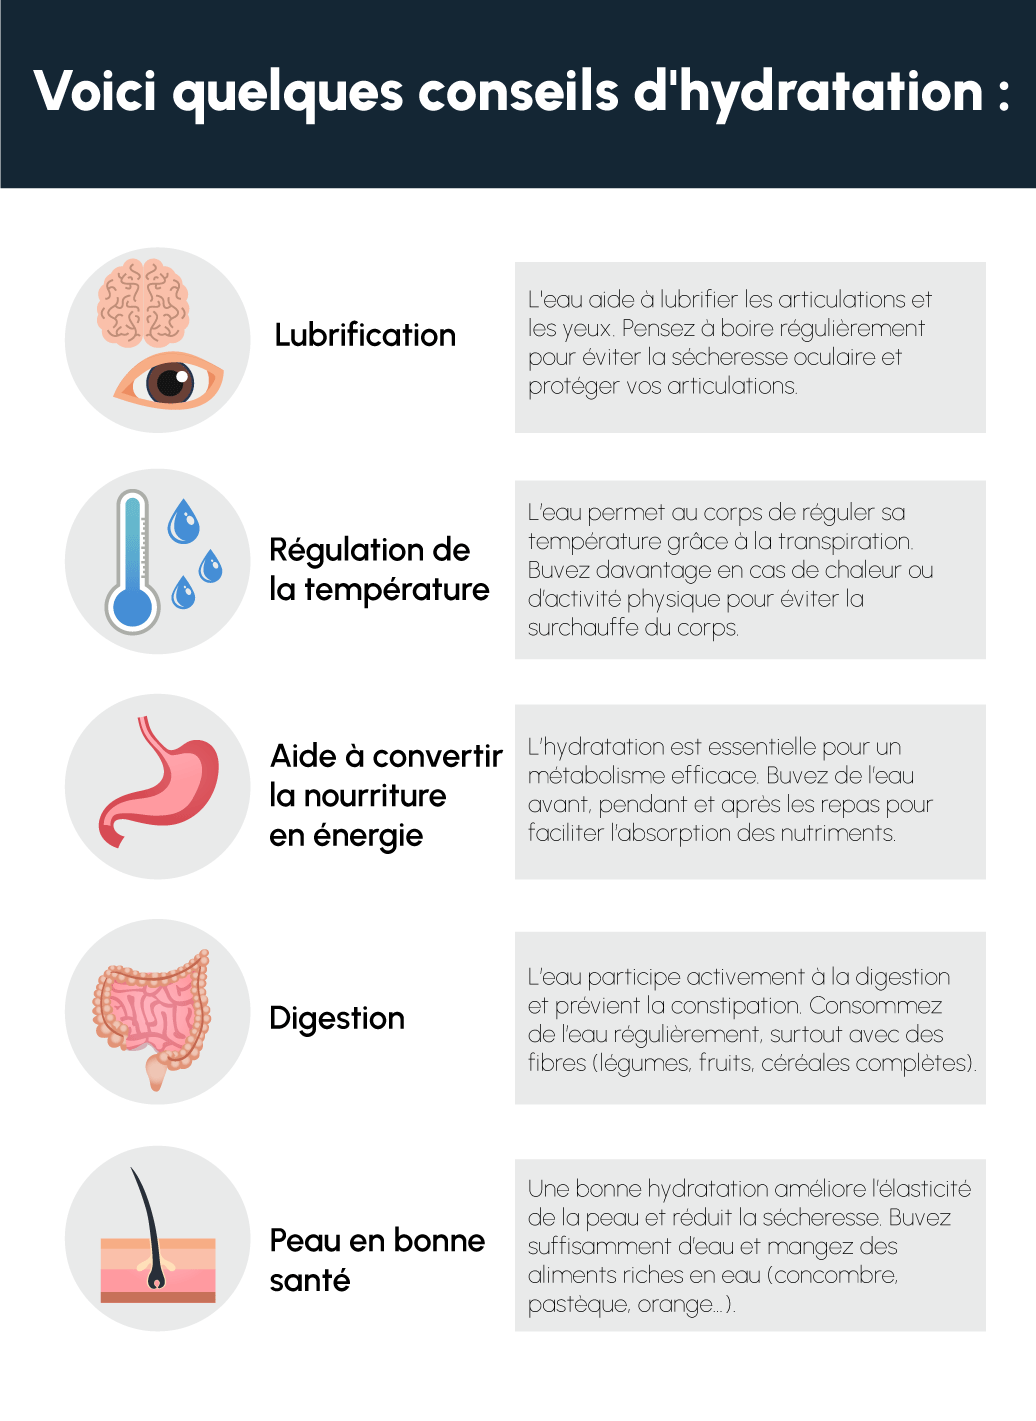 Voici quelques conseils d'hydratation :
Lubrification
L'eau aide à lubrifier les articulations et
les yeux. Pensez à boire régulièrement
pour éviter la sécheresse oculaire et
protéger vos articulations.
Régulation de
la température
L’eau permet au corps de réguler sa
température grâce à la transpiration.
Buvez davantage en cas de chaleur ou
d’activité physique pour éviter la
surchauffe du corps.
Aide à convertir
la nourriture
en énergie
L’hydratation est essentielle pour un
métabolisme efficace. Buvez de l’eau
avant, pendant et après les repas pour
faciliter l’absorption des nutriments.
Digestion
L’eau participe activement à la digestion
et prévient la constipation. Consommez
de l’eau régulièrement, surtout avec des
fibres (légumes, fruits, céréales complètes).
Peau en bonne
santé
Une bonne hydratation améliore l’élasticité
de la peau et réduit la sécheresse. Buvez
suffisamment d’eau et mangez des
aliments riches en eau (concombre,
pastèque, orange...).